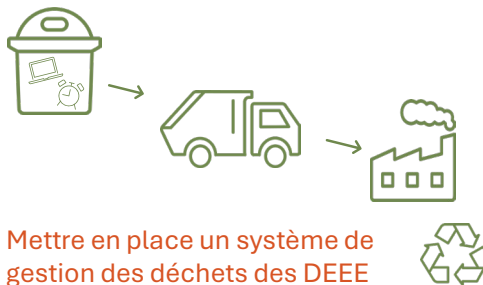 Mettre en place un système de
gestion des déchets des DEEE